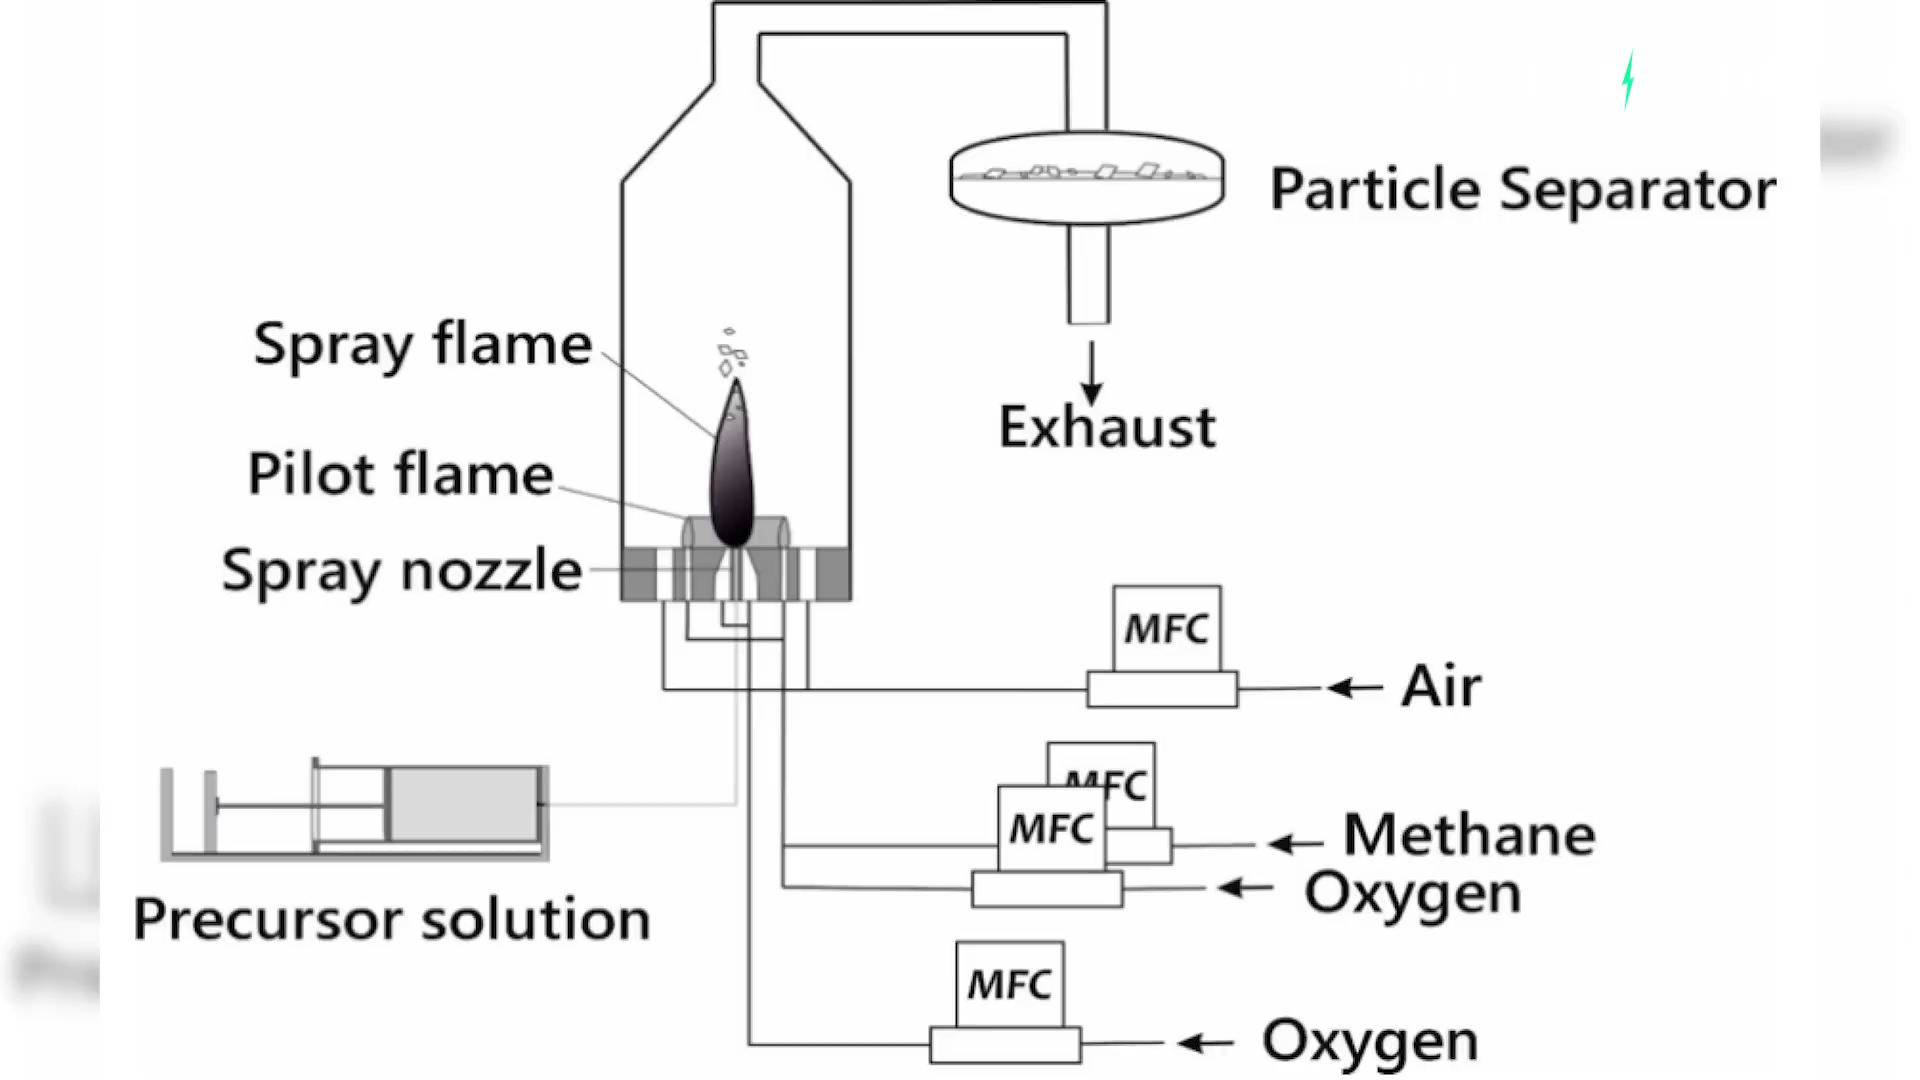 Particle Separator
Spray flame
Exhaust
Pilot flame
Spray nozzle
MFC
Air
MFC
MFC
Methane
Oxygen
Precursor solution
MFC
Oxygen